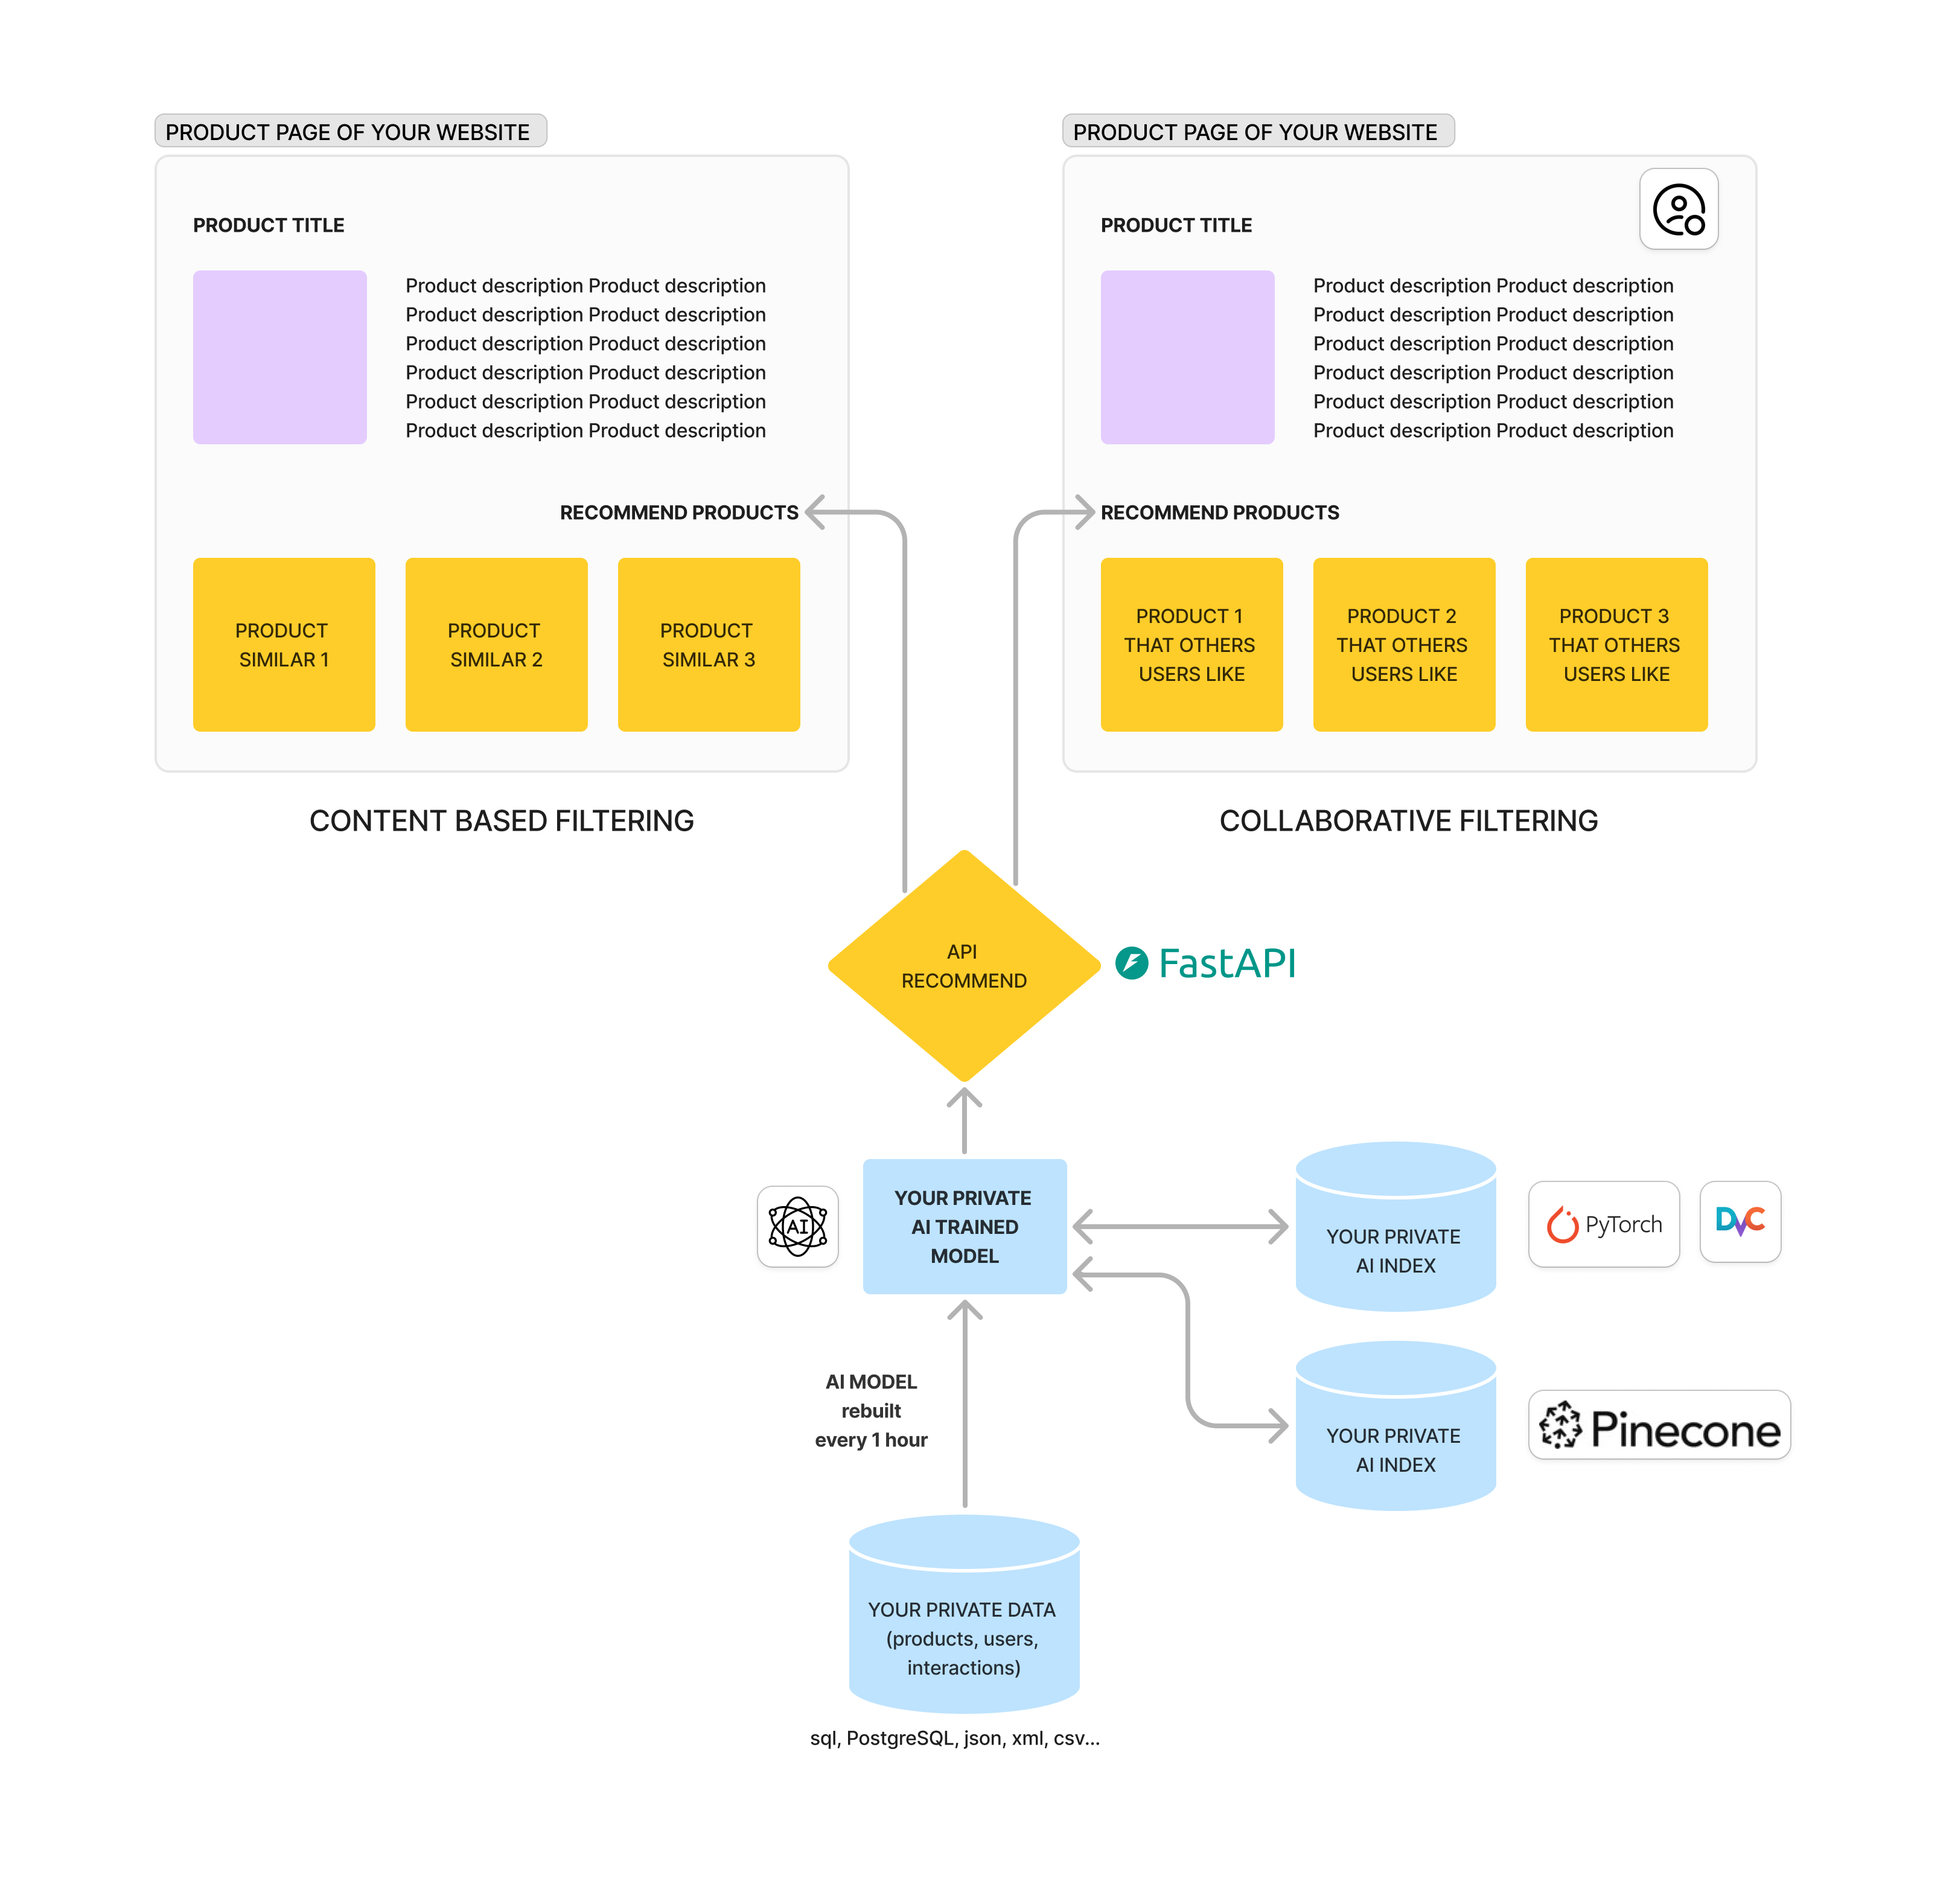 PRODUCT PAGE OF YOUR WEBSITE
PRODUCT TITLE
Product description Product description
Product description Product description
Product description Product description
Product description Product description
Product description Product description
Product description Product description
RECOMMEND PRODUCTS
PRODUCT
SIMILAR 1
PRODUCT
SIMILAR 2
PRODUCT
SIMILAR 3
CONTENT BASED FILTERING
PRODUCT PAGE OF YOUR WEBSITE
PRODUCT TITLE
Product description Product description
Product description Product description
Product description Product description
Product description Product description
Product description Product description
Product description Product description
RECOMMEND PRODUCTS
PRODUCT 1
THAT OTHERS
USERS LIKE
PRODUCT 2
THAT OTHERS
USERS LIKE
PRODUCT 3
THAT OTHERS
USERS LIKE
COLLABORATIVE FILTERING
API
RECOMMEND
FastAPI
AI
YOUR PRIVATE
AI TRAINED
MODEL
YOUR PRIVATE
AI INDEX
PyTorch
DVC
AI MODEL
rebuilt
every 1 hour
YOUR PRIVATE
AI INDEX
Pinecone
YOUR PRIVATE DATA
(products, users,
interactions)
sql, PostgreSQL, json, xml, csv...